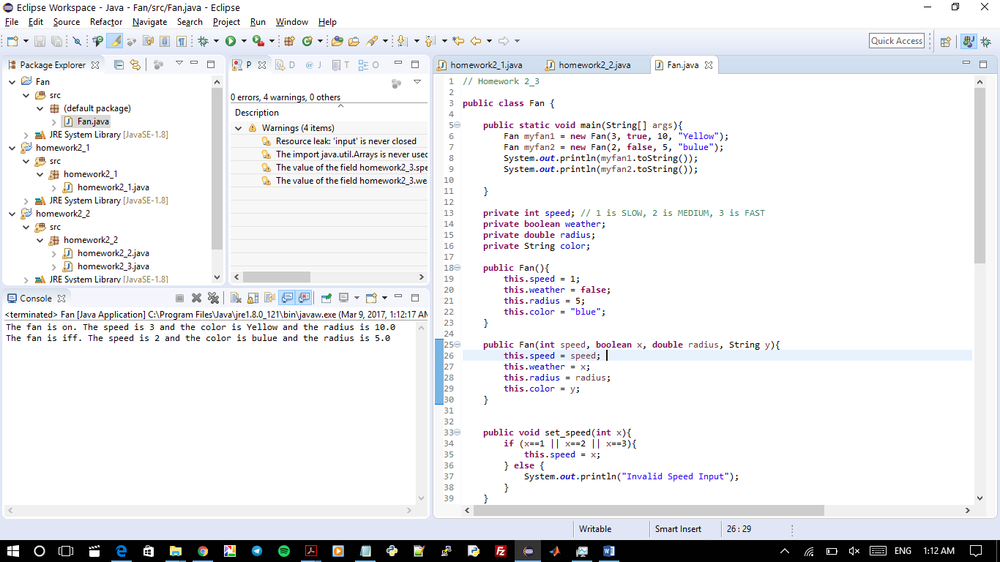 Eclipse Workspace - Java - Fan/src/Fan.java - Eclipse
File Edit Source Refactor Navigate Search Project Run Window Help
Quick Access
Package Explorer
Fan
src
(default package)
Fan.java
JRE System Library [JavaSE-1.8]
homework2_1
src
homework2_1
homework2_1.java
JRE System Library [JavaSE-1.8]
homework2_2
src
homework2_2
homework2_2.java
homework2_3.java
JRE System Library [JavaSE-1.8]
P D @ J T O
0 errors, 4 warnings, 0 others
Description
Warnings (4 items)
Resource leak: 'input' is never closed
The import java.util.Arrays is never used
The value of the field homework2_3.spe
The value of the field homework2_3.we
Console
<terminated> Fan [Java Application] C:\Program Files\Java\jre1.8.0_121\bin\javaw.exe (Mar 9, 2017, 1:12:17 AM
The fan is on. The speed is 3 and the color is Yellow and the radius is 10.0
The fan is iff. The speed is 2 and the color is bulue and the radius is 5.0
homework2_1.java homework2_2.java Fan.java
1 // Homework 2_3
2
3 public class Fan {
4
5 public static void main(String[] args){
6 Fan myfan1 = new Fan(3, true, 10, "Yellow");
7 Fan myfan2 = new Fan(2, false, 5, "bulue");
8 System.out.println(myfan1.toString());
9 System.out.println(myfan2.toString());
10
11 }
12
13 private int speed; // 1 is SLOW, 2 is MEDIUM, 3 is FAST
14 private boolean weather;
15 private double radius;
16 private String color;
17
18 public Fan(){
19 this.speed = 1;
20 this.weather = false;
21 this.radius = 5;
22 this.color = "blue";
23 }
24
25 public Fan(int speed, boolean x, double radius, String y){
26 this.speed = speed;
27 this.weather = x;
28 this.radius = radius;
29 this.color = y;
30 }
31
32
33 public void set_speed(int x){
34 if (x==1 || x==2 || x==3){
35 this.speed = x;
36 } else {
37 System.out.println("Invalid Speed Input");
38 }
39 }
Writable Smart Insert 26 : 29
ENG 1:12 AM